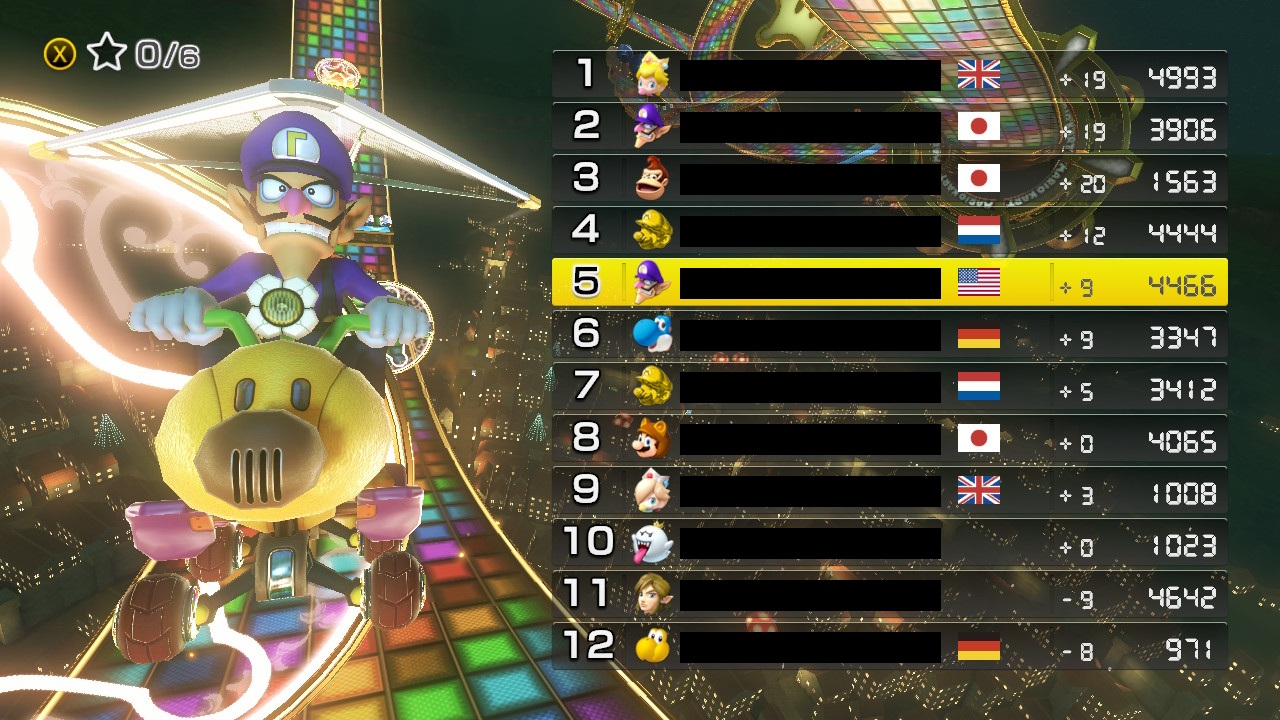 X 0/6
1 + 19 4993
2 + 19 3906
3 + 20 1563
4 + 12 4444
5 + 9 4466
6 + 9 3347
7 + 5 3412
8 + 0 4065
9 + 3 1008
10 + 0 1023
11 - 9 4642
12 - 8 971
MARIO KART